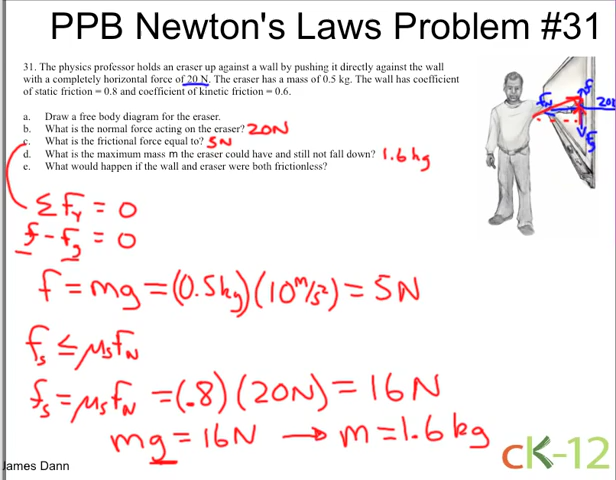 PPB Newton's Laws Problem #31
31. The physics professor holds an eraser up against a wall by pushing it directly against the wall
with a completely horizontal force of 20 N. The eraser has a mass of 0.5 kg. The wall has coefficient
of static friction = 0.8 and coefficient of kinetic friction = 0.6.
a. Draw a free body diagram for the eraser.
b. What is the normal force acting on the eraser? 20N
c. What is the frictional force equal to? 5N
d. What is the maximum mass m the eraser could have and still not fall down? 1.6 kg
e. What would happen if the wall and eraser were both frictionless?
f
fN
20N
fg
ΣFy = 0
f - fg = 0
f = mg = (0.5kg)(10 m/s²) = 5N
fs ≤ μsfN
fs = μsfN = (.8)(20N) = 16N
mg = 16N → m = 1.6 kg
cK-12
James Dann